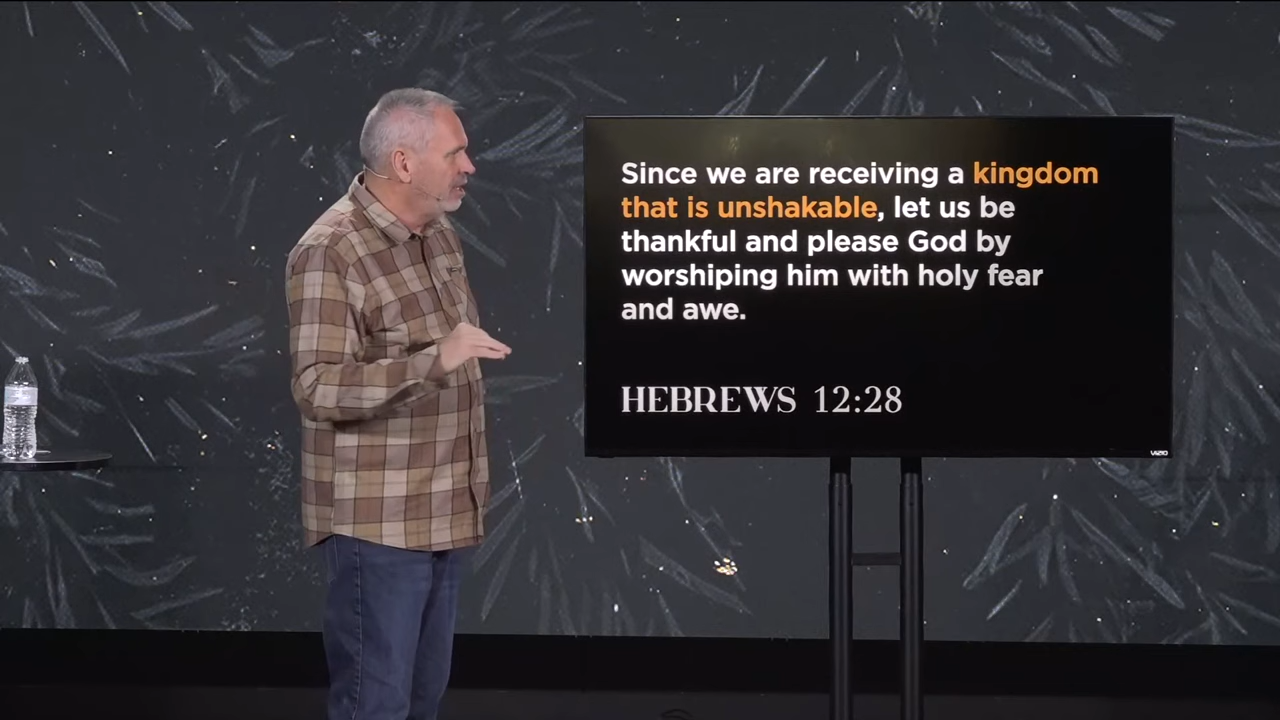 Since we are receiving a kingdom
that is unshakable, let us be
thankful and please God by
worshiping him with holy fear
and awe.
HEBREWS 12:28
VIZIO